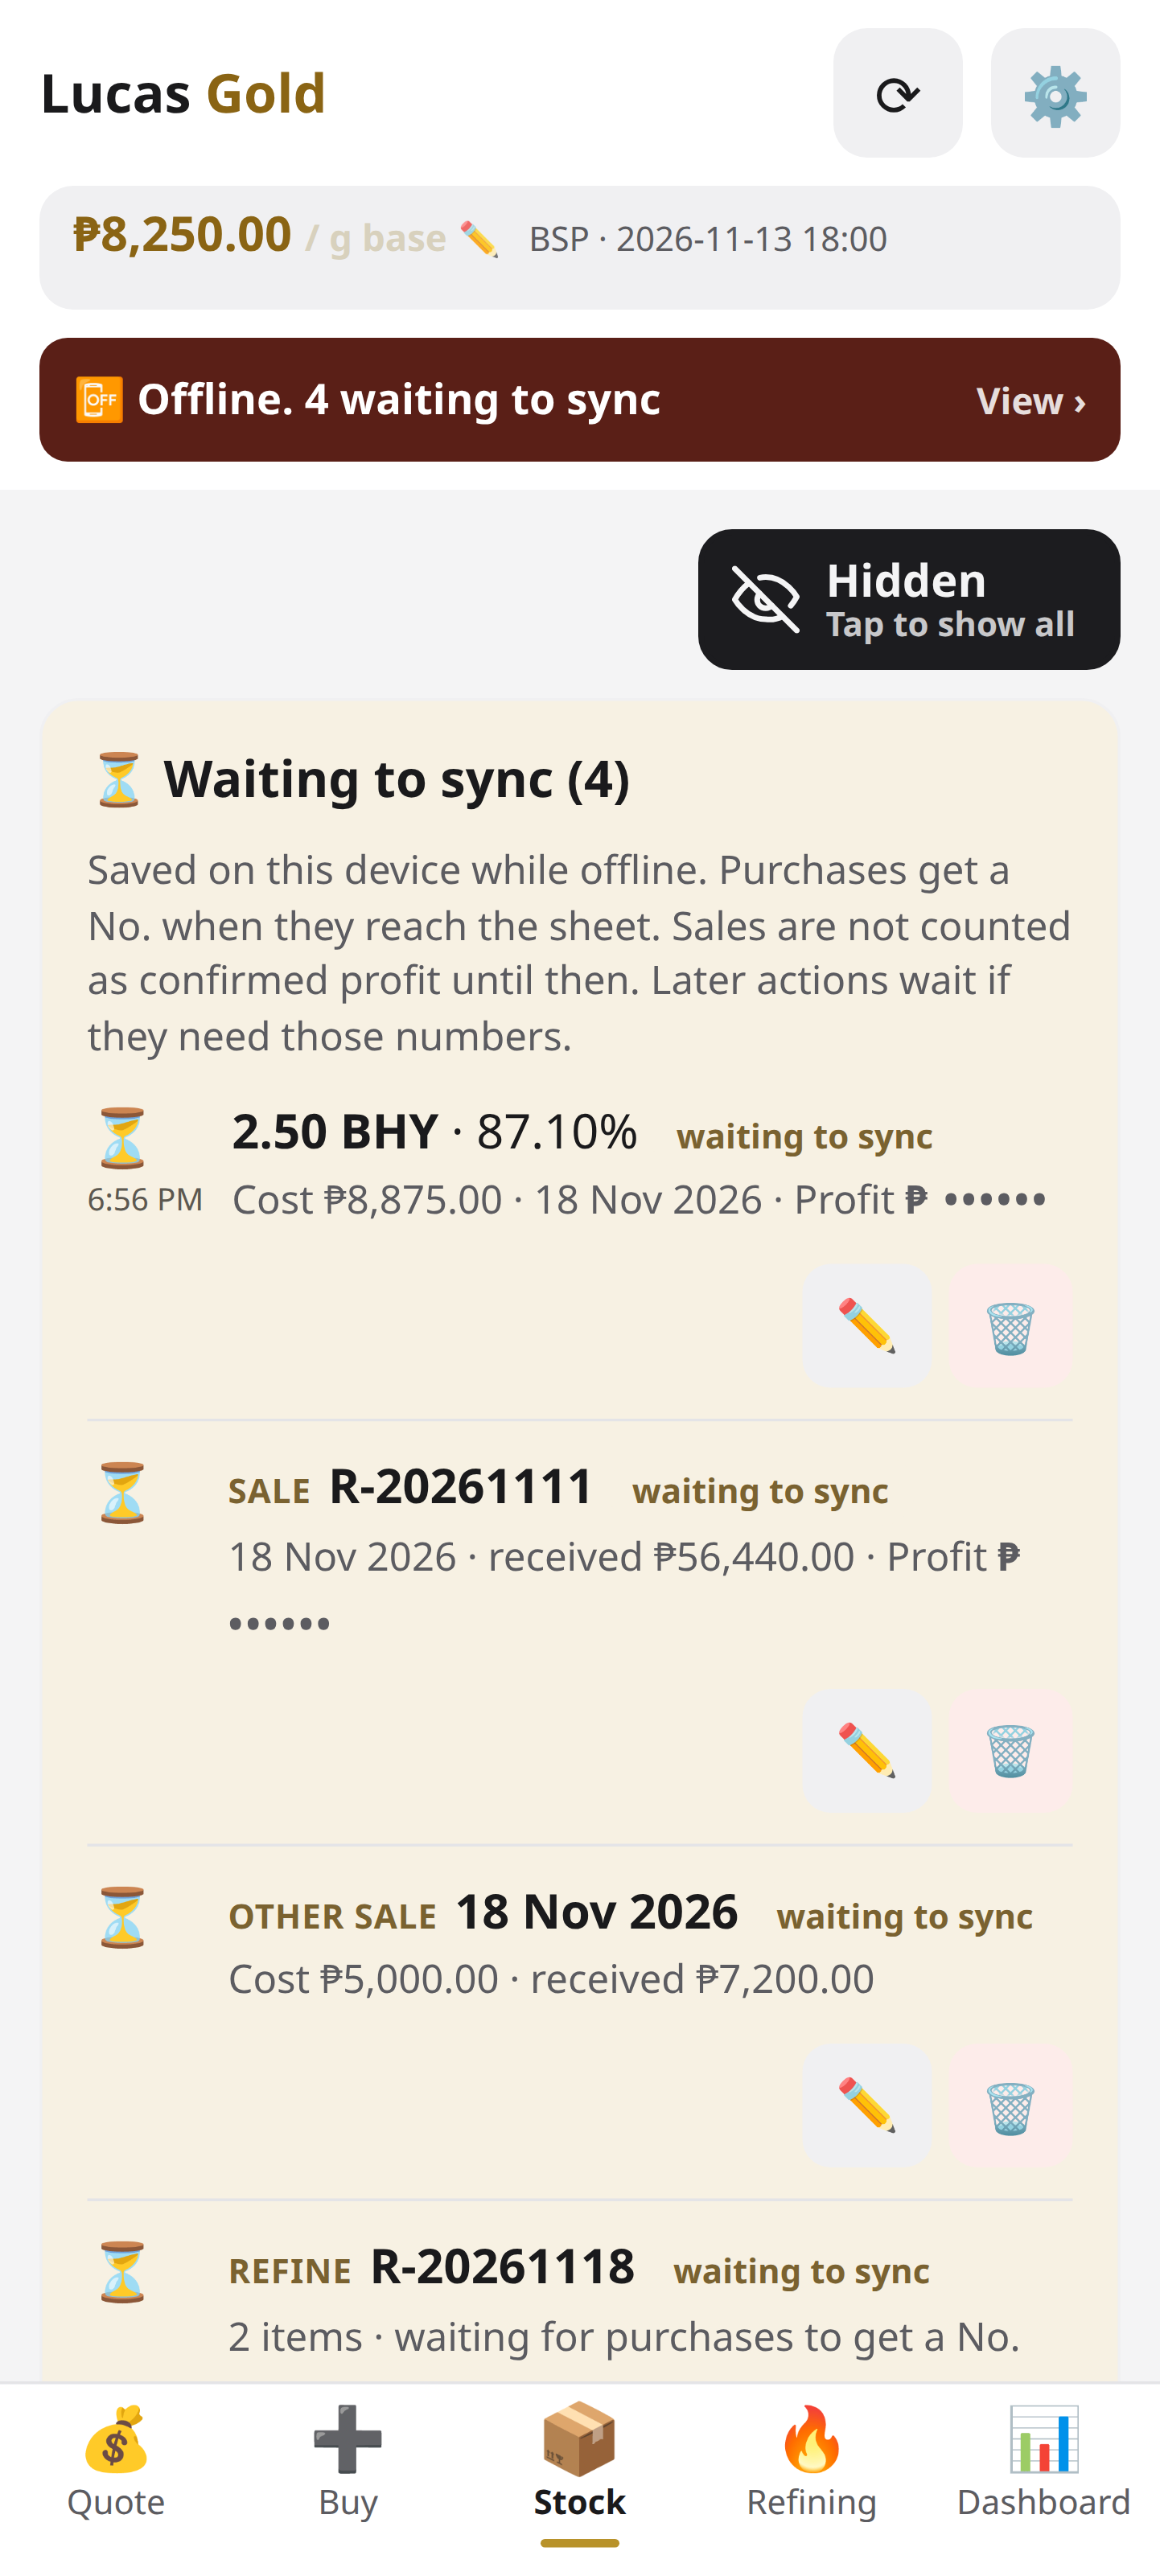 Lucas Gold
₱8,250.00 / g base BSP · 2026-11-13 18:00
OFF Offline. 4 waiting to sync View ›
Hidden
Tap to show all
Waiting to sync (4)
Saved on this device while offline. Purchases get a
No. when they reach the sheet. Sales are not counted
as confirmed profit until then. Later actions wait if
they need those numbers.
2.50 BHY · 87.10% waiting to sync
6:56 PM Cost ₱8,875.00 · 18 Nov 2026 · Profit ₱ ••••••
SALE R-20261111 waiting to sync
18 Nov 2026 · received ₱56,440.00 · Profit ₱
••••••
OTHER SALE 18 Nov 2026 waiting to sync
Cost ₱5,000.00 · received ₱7,200.00
REFINE R-20261118 waiting to sync
2 items · waiting for purchases to get a No.
Quote Buy Stock Refining Dashboard